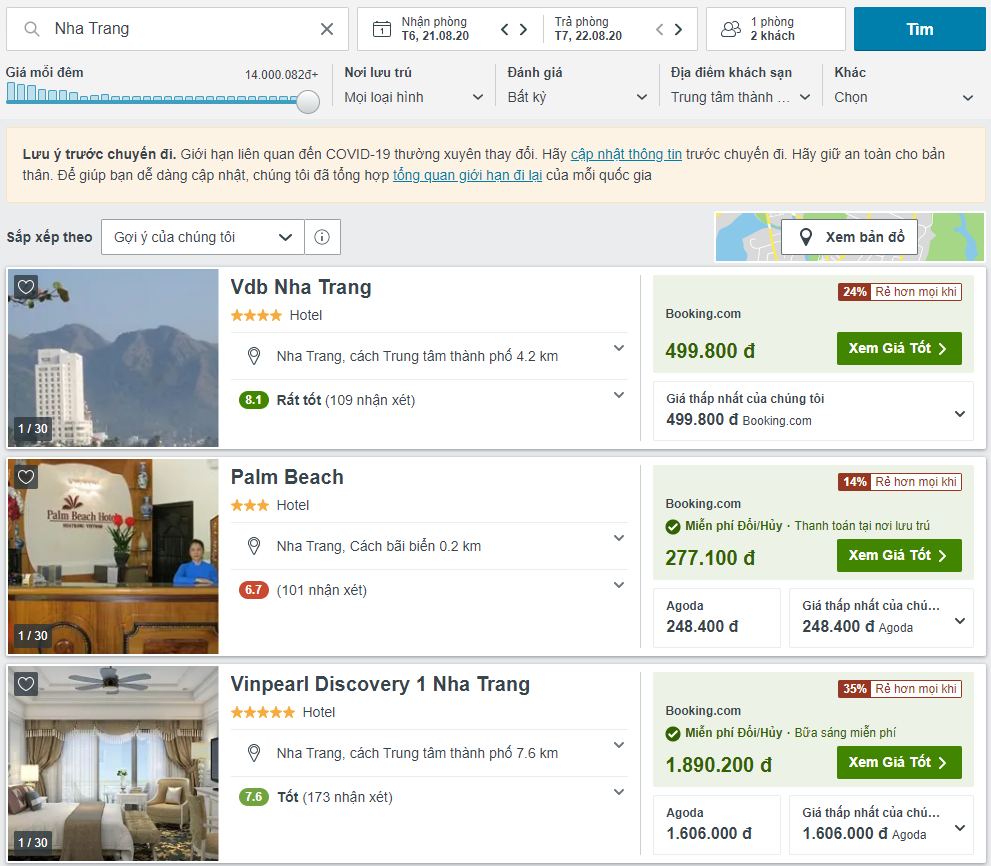 Nha Trang
1
Nhận phòng
T6, 21.08.20
Trả phòng
T7, 22.08.20
1 phòng
2 khách
Tìm
Giá mỗi đêm
14.000.082đ+
Nơi lưu trú
Mọi loại hình
Đánh giá
Bất kỳ
Địa điểm khách sạn
Trung tâm thành ...
Khác
Chọn
Lưu ý trước chuyến đi. Giới hạn liên quan đến COVID-19 thường xuyên thay đổi. Hãy cập nhật thông tin trước chuyến đi. Hãy giữ an toàn cho bản
thân. Để giúp bạn dễ dàng cập nhật, chúng tôi đã tổng hợp tổng quan giới hạn đi lại của mỗi quốc gia
Sắp xếp theo
Gợi ý của chúng tôi
Xem bản đồ
1 / 30
Vdb Nha Trang
Hotel
Nha Trang, cách Trung tâm thành phố 4.2 km
8.1 Rất tốt (109 nhận xét)
24% Rẻ hơn mọi khi
Booking.com
499.800 đ
Xem Giá Tốt
Giá thấp nhất của chúng tôi
499.800 đ Booking.com
Palm Beach Hotel
NHATRANG VIETNAM
1 / 30
Palm Beach
Hotel
Nha Trang, Cách bãi biển 0.2 km
6.7 (101 nhận xét)
14% Rẻ hơn mọi khi
Booking.com
Miễn phí Đổi/Hủy · Thanh toán tại nơi lưu trú
277.100 đ
Xem Giá Tốt
Agoda
248.400 đ
Giá thấp nhất của chú...
248.400 đ Agoda
1 / 30
Vinpearl Discovery 1 Nha Trang
Hotel
Nha Trang, cách Trung tâm thành phố 7.6 km
7.6 Tốt (173 nhận xét)
35% Rẻ hơn mọi khi
Booking.com
Miễn phí Đổi/Hủy · Bữa sáng miễn phí
1.890.200 đ
Xem Giá Tốt
Agoda
1.606.000 đ
Giá thấp nhất của chú...
1.606.000 đ Agoda